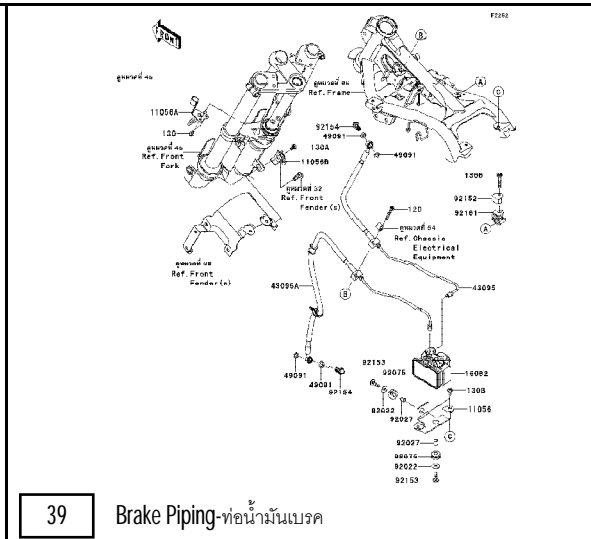 F2262
FRONT
B
A
C
Ref. Frame
11056A
130
Ref. Front
Fork
130A
11056B
Ref. Front
Fender(s)
Ref. Front
Fender(s)
92154
49091
49091
130B
92152
92161
A
120
Ref. Chassis
Electrical
Equipment
43095A
B
43095
49091
49091
92154
92153
92075
16082
130B
11056
92022
92027
C
92027
92075
92022
92153
39 Brake Piping-ท่อน้ำมันเบรค